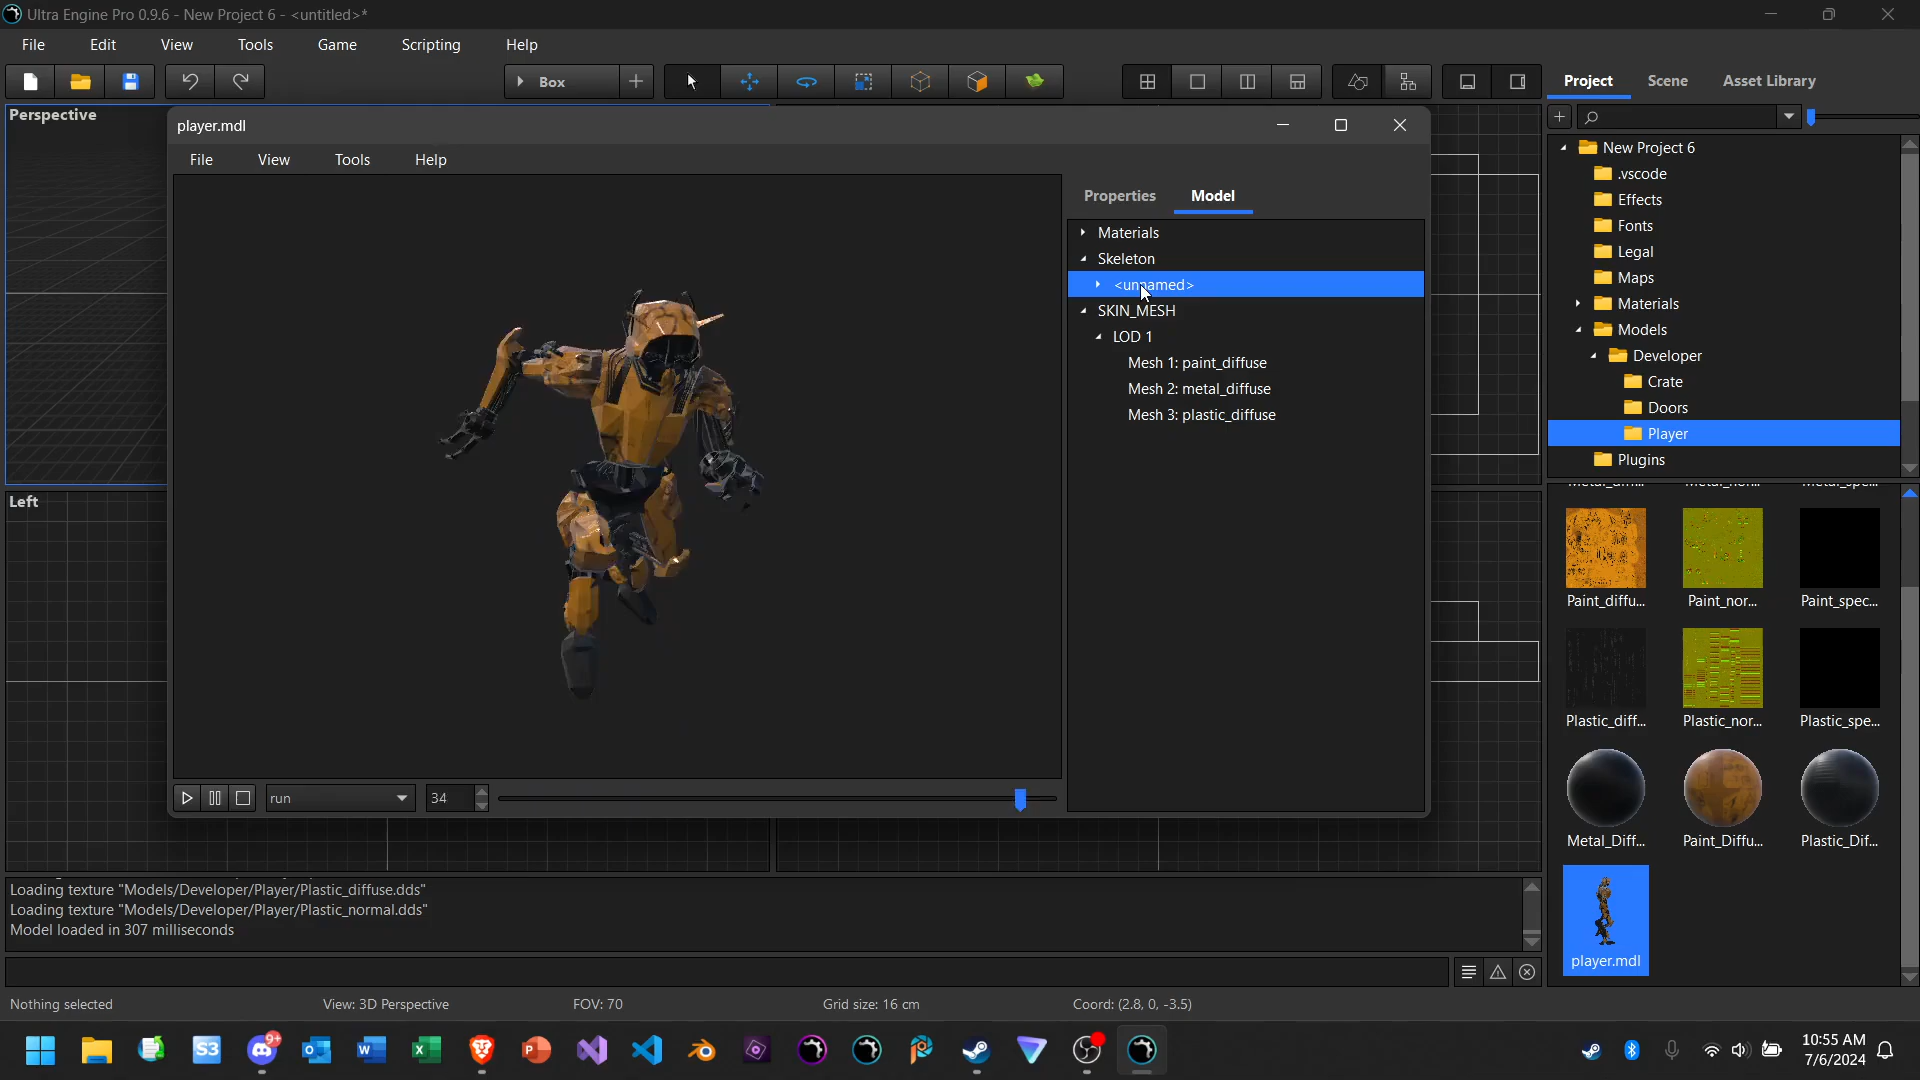 Ultra Engine Pro 0.9.6 - New Project 6 - <untitled>*
File Edit View Tools Game Scripting Help
Box
Project Scene Asset Library
Perspective
player.mdl
File View Tools Help
Properties Model
Materials
Skeleton
<unnamed>
SKIN_MESH
LOD 1
Mesh 1: paint_diffuse
Mesh 2: metal_diffuse
Mesh 3: plastic_diffuse
New Project 6
.vscode
Effects
Fonts
Legal
Maps
Materials
Models
Developer
Crate
Doors
Player
Plugins
Left
Paint_diffu... Paint_nor... Paint_spec...
Plastic_diff... Plastic_nor... Plastic_spe...
Metal_Diff... Paint_Diffu... Plastic_Dif...
player.mdl
run 34
Loading texture "Models/Developer/Player/Plastic_diffuse.dds"
Loading texture "Models/Developer/Player/Plastic_normal.dds"
Model loaded in 307 milliseconds
Nothing selected View: 3D Perspective FOV: 70 Grid size: 16 cm Coord: (2.8, 0, -3.5)
S3 9+
10:55 AM
7/6/2024